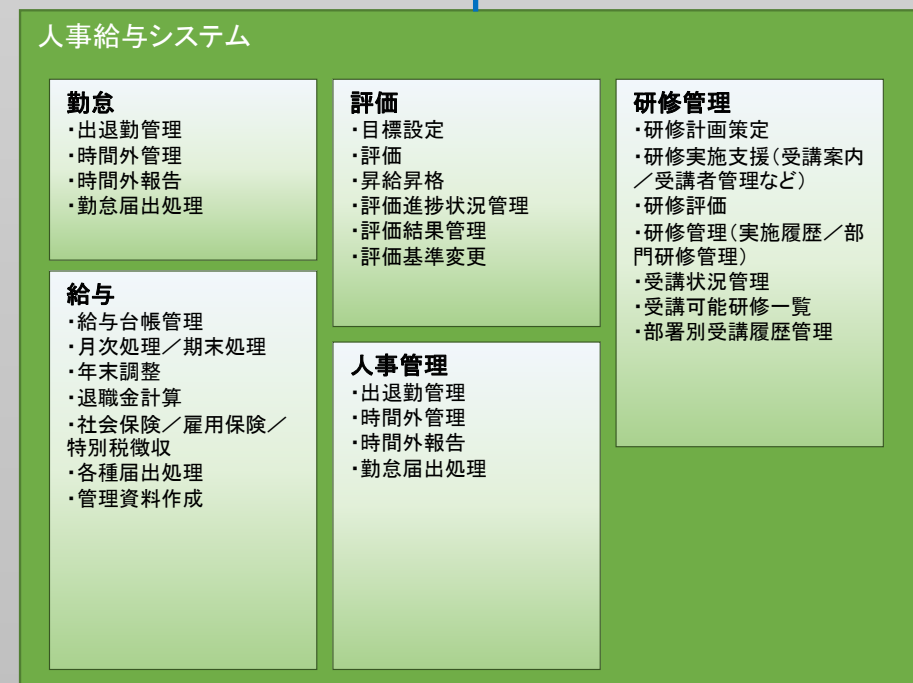 人事給与システム
勤怠
・出退勤管理
・時間外管理
・時間外報告
・勤怠届出処理
給与
・給与台帳管理
・月次処理／期末処理
・年末調整
・退職金計算
・社会保険／雇用保険／
特別税徴収
・各種届出処理
・管理資料作成
評価
・目標設定
・評価
・昇給昇格
・評価進捗状況管理
・評価結果管理
・評価基準変更
人事管理
・出退勤管理
・時間外管理
・時間外報告
・勤怠届出処理
研修管理
・研修計画策定
・研修実施支援（受講案内
／受講者管理など）
・研修評価
・研修管理（実施履歴／部
門研修管理）
・受講状況管理
・受講可能研修一覧
・部署別受講履歴管理